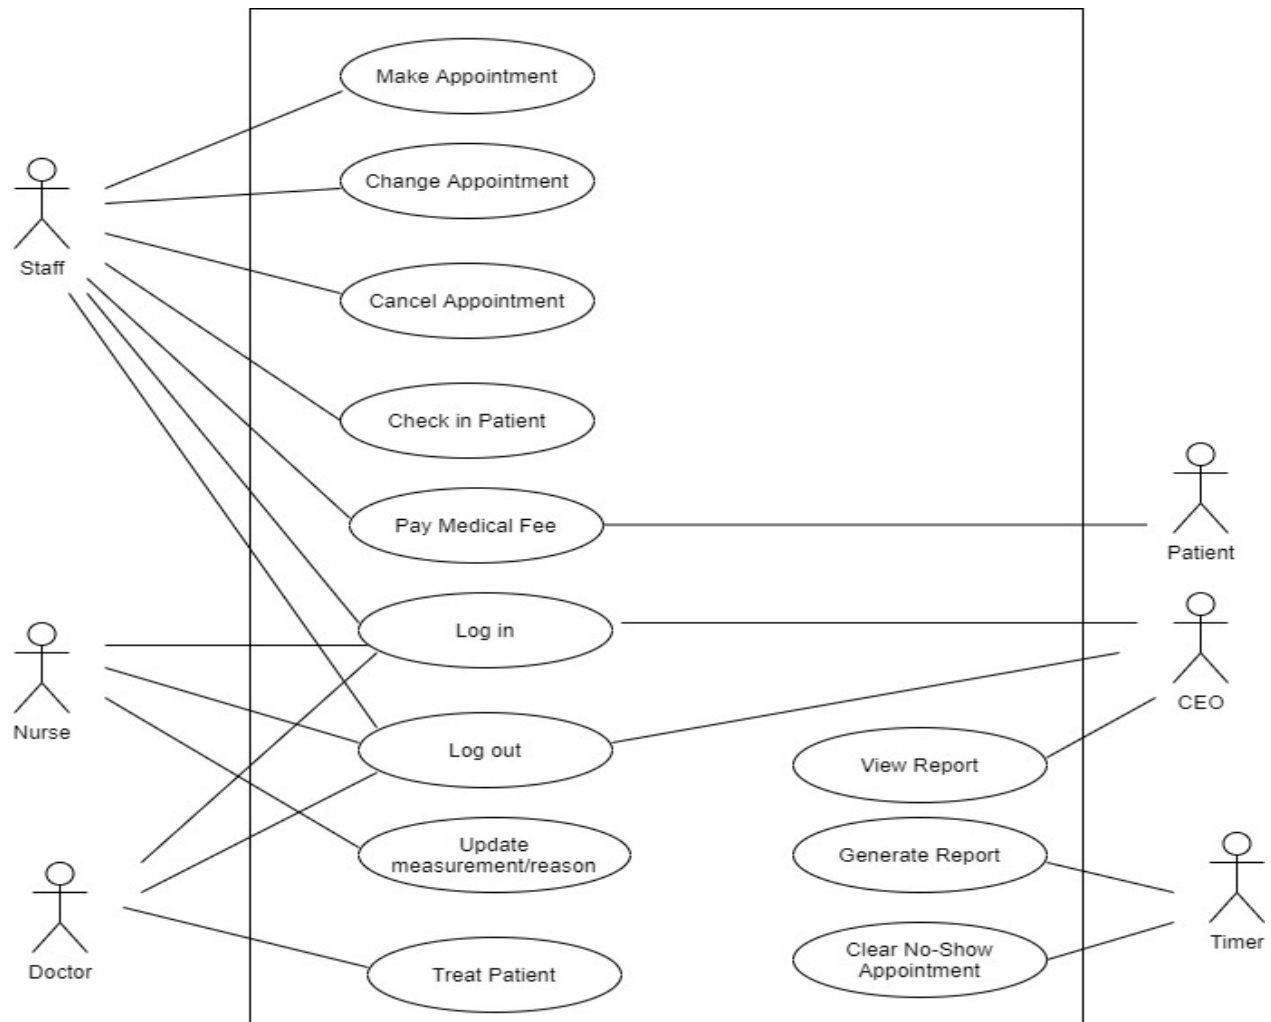 Make Appointment
Change Appointment
Staff
Cancel Appointment
Check in Patient
Pay Medical Fee
Patient
Log in
Nurse
CEO
Log out
View Report
Update
measurement/reason
Generate Report
Doctor
Treat Patient
Clear No-Show
Appointment
Timer